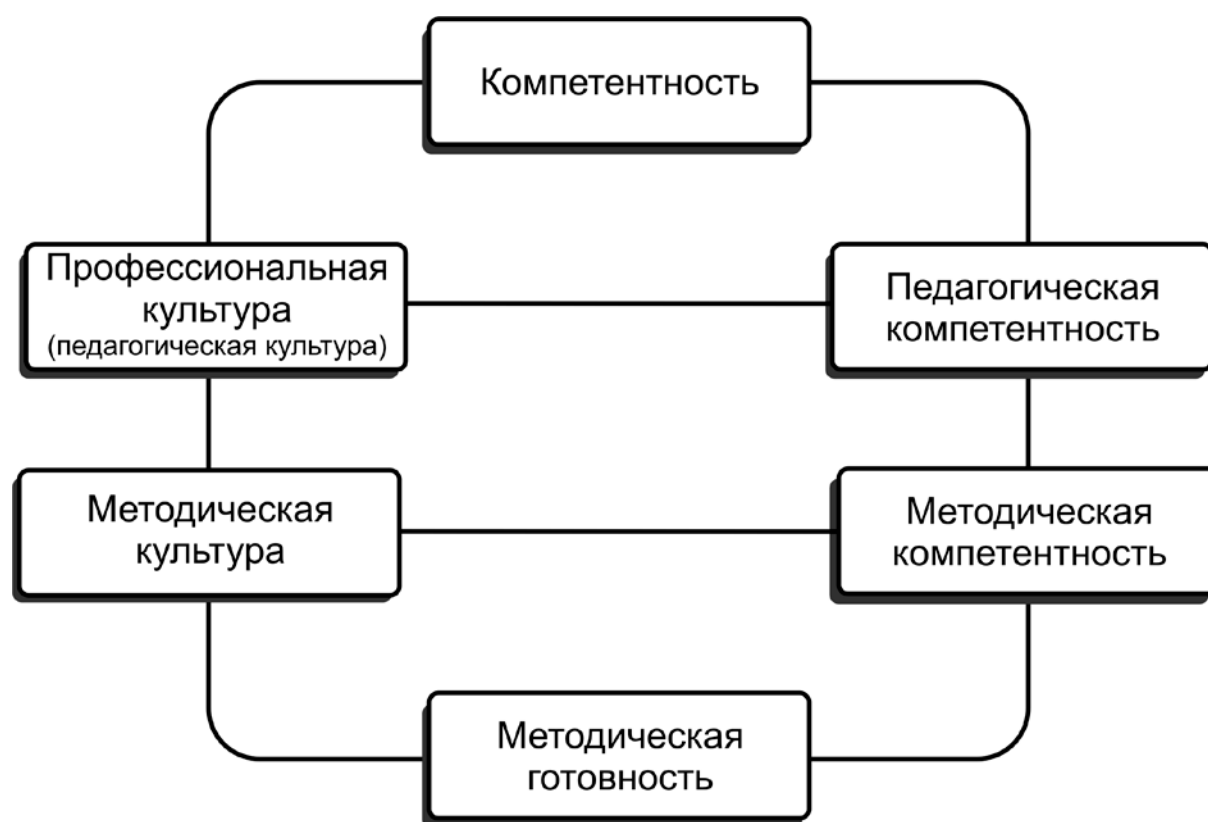 Компетентность
Профессиональная
культура
(педагогическая культура)
Педагогическая
компетентность
Методическая
культура
Методическая
компетентность
Методическая
готовность